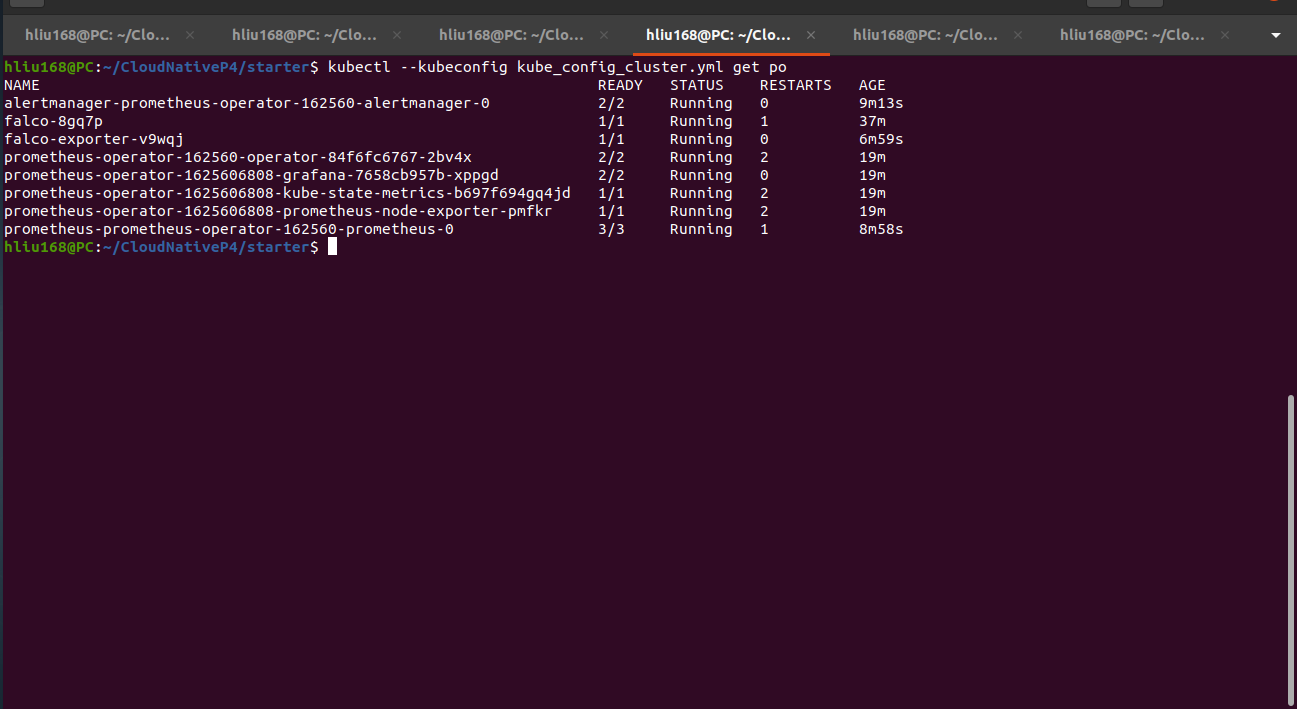 hliu168@PC: ~/Clo... × hliu168@PC: ~/Clo... × hliu168@PC: ~/Clo... × hliu168@PC: ~/Clo... × hliu168@PC: ~/Clo... × hliu168@PC: ~/Clo... ×
hliu168@PC:~/CloudNativeP4/starter$ kubectl --kubeconfig kube_config_cluster.yml get po
NAME READY STATUS RESTARTS AGE
alertmanager-prometheus-operator-162560-alertmanager-0 2/2 Running 0 9m13s
falco-8gq7p 1/1 Running 1 37m
falco-exporter-v9wqj 1/1 Running 0 6m59s
prometheus-operator-162560-operator-84f6fc6767-2bv4x 2/2 Running 2 19m
prometheus-operator-1625606808-grafana-7658cb957b-xppgd 2/2 Running 0 19m
prometheus-operator-1625606808-kube-state-metrics-b697f694gq4jd 1/1 Running 2 19m
prometheus-operator-1625606808-prometheus-node-exporter-pmfkr 1/1 Running 2 19m
prometheus-prometheus-operator-162560-prometheus-0 3/3 Running 1 8m58s
hliu168@PC:~/CloudNativeP4/starter$